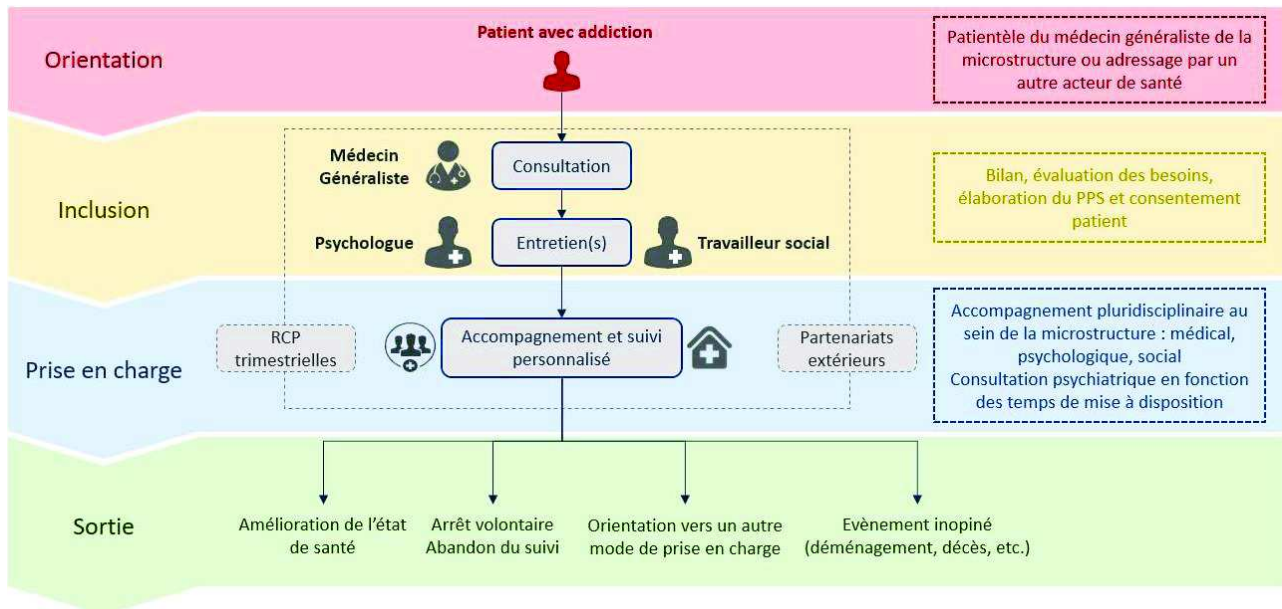 Orientation
Patient avec addiction
Patientèle du médecin généraliste de la
microstructure ou adressage par un
autre acteur de santé
Inclusion
Médecin
Généraliste
Consultation
Psychologue
Entretien(s)
Travailleur social
Bilan, évaluation des besoins,
élaboration du PPS et consentement
patient
Prise en charge
RCP
trimestrielles
Accompagnement et suivi
personnalisé
Partenariats
extérieurs
Accompagnement pluridisciplinaire au
sein de la microstructure : médical,
psychologique, social
Consultation psychiatrique en fonction
des temps de mise à disposition
Sortie
Amélioration de l'état
de santé
Arrêt volontaire
Abandon du suivi
Orientation vers un autre
mode de prise en charge
Evènement inopiné
(déménagement, décès, etc.)